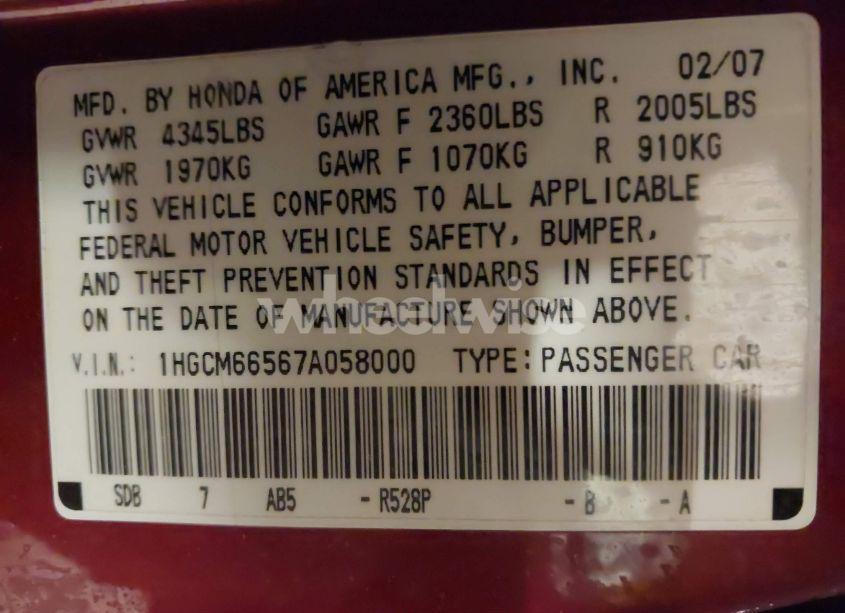 MFD. BY HONDA OF AMERICA MFG., INC. 02/07
GVWR 4345LBS GAWR F 2360LBS R 2005LBS
GVWR 1970KG GAWR F 1070KG R 910KG
THIS VEHICLE CONFORMS TO ALL APPLICABLE
FEDERAL MOTOR VEHICLE SAFETY, BUMPER,
AND THEFT PREVENTION STANDARDS IN EFFECT
ON THE DATE OF MANUFACTURE SHOWN ABOVE.
wheelwise
V.I.N.: 1HGCM66567A058000 TYPE: PASSENGER CAR
SDB 7 AB5 - R528P - B - A